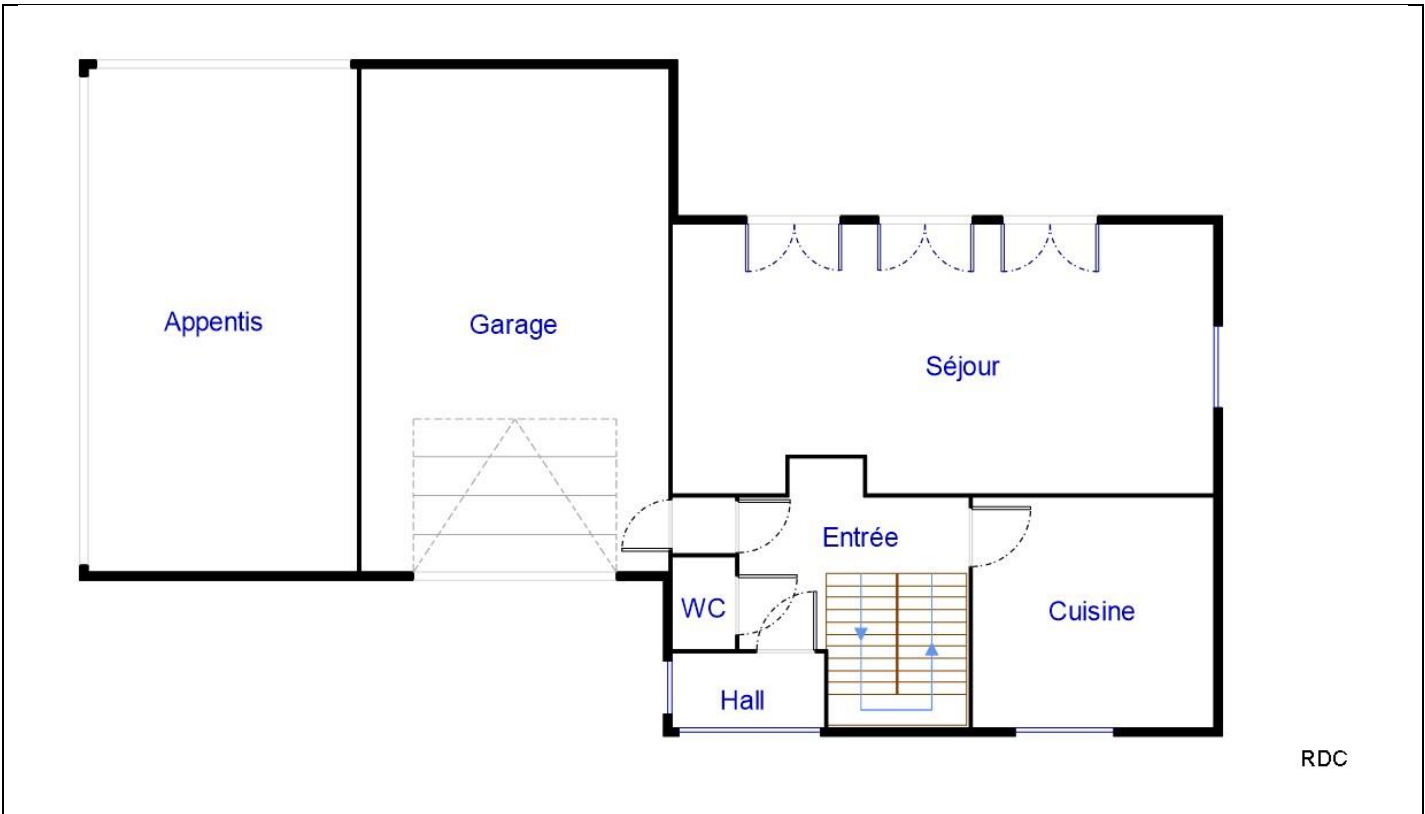 Appentis
Garage
Séjour
Entrée
WC
Cuisine
Hall
RDC